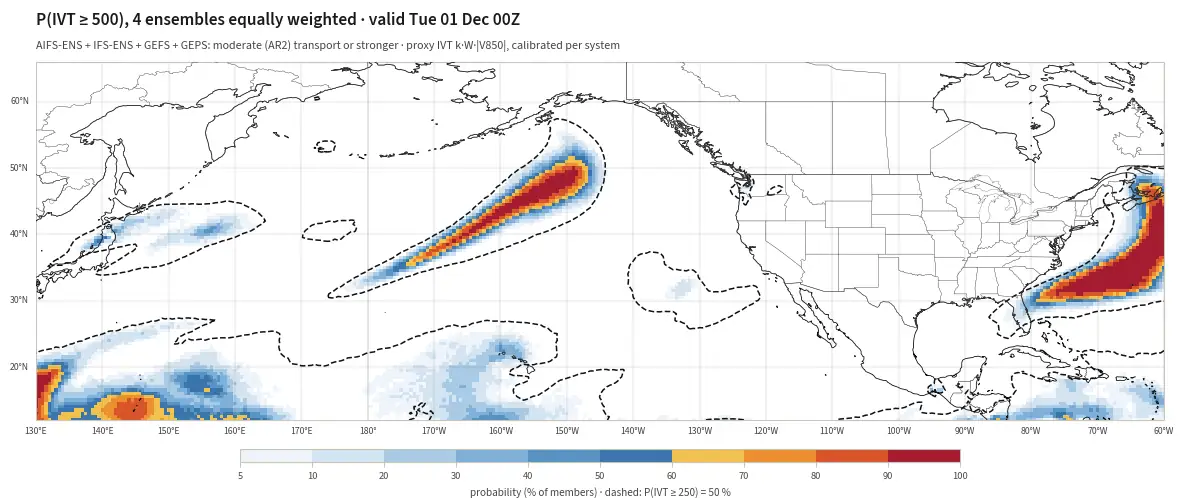 P(IVT ≥ 500), 4 ensembles equally weighted · valid Tue 01 Dec 00Z
AIFS-ENS + IFS-ENS + GEFS + GEPS: moderate (AR2) transport or stronger · proxy IVT k·W·|V850|, calibrated per system
60°N
50°N
40°N
30°N
20°N
130°E 140°E 150°E 160°E 170°E 180° 170°W 160°W 150°W 140°W 130°W 120°W 110°W 100°W 90°W 80°W 70°W 60°W
5 10 20 30 40 50 60 70 80 90 100
probability (% of members) · dashed: P(IVT ≥ 250) = 50 %